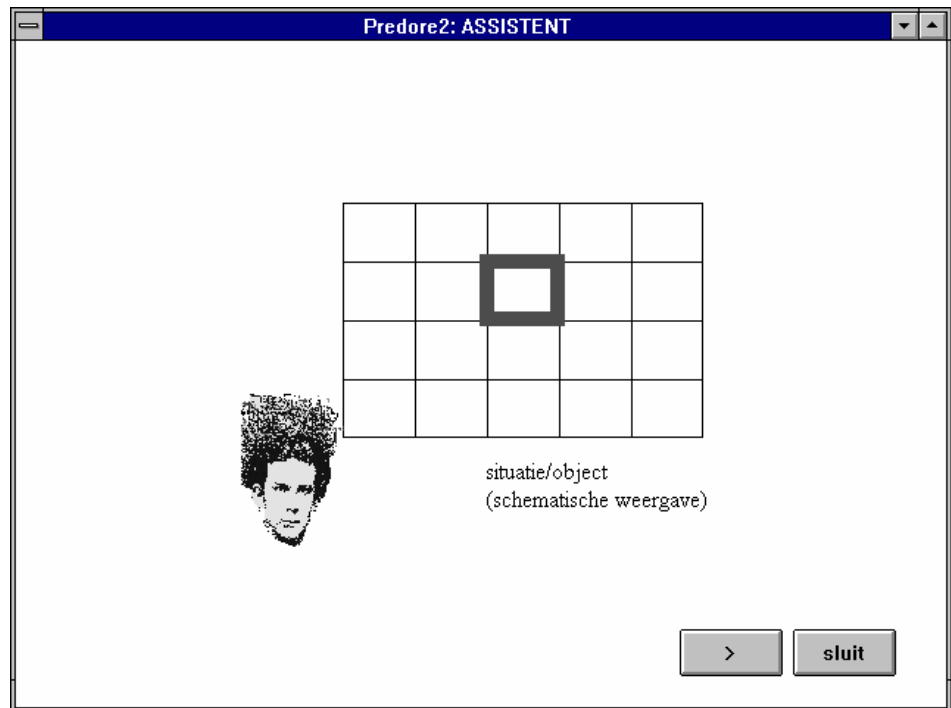 Predore2: ASSISTENT
situatie/object
(schematische weergave)
>
sluit